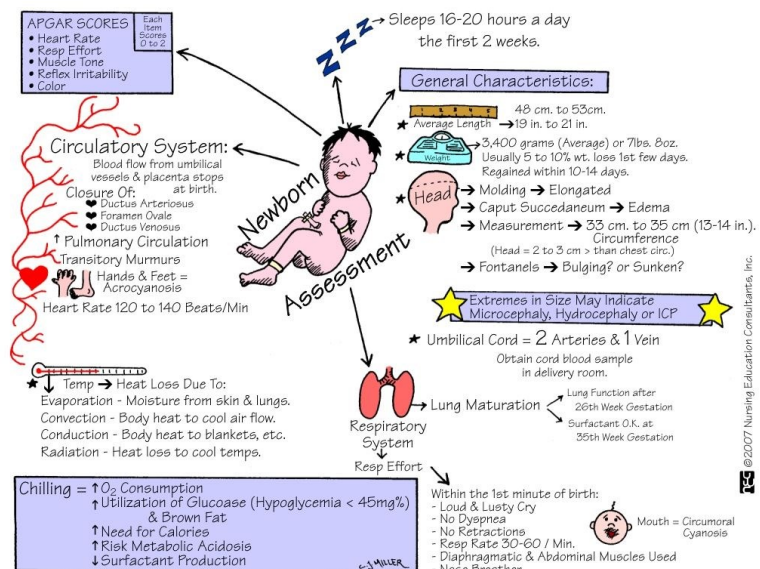 APGAR SCORES
• Heart Rate
• Resp Effort
• Muscle Tone
• Reflex Irritability
• Color
Each
Item
Scores
0 to 2
Z Z Z
Sleeps 16-20 hours a day
the first 2 weeks.
General Characteristics:
1 2 3 4 5
★ Average Length → 19 in. to 21 in.
48 cm. to 53cm.
★ Weight
3,400 grams (Average) or 7lbs. 8oz.
Usually 5 to 10% wt. loss 1st few days.
Regained within 10-14 days.
★ Head
→ Molding → Elongated
→ Caput Succedaneum → Edema
→ Measurement → 33 cm. to 35 cm (13-14 in.).
Circumference
(Head = 2 to 3 cm > than chest circ.)
→ Fontanels → Bulging? or Sunken?
Newborn
Assessment
Circulatory System:
Blood flow from umbilical
vessels & placenta stops
at birth.
Closure Of:
♥ Ductus Arteriosus
♥ Foramen Ovale
♥ Ductus Venosus
↑ Pulmonary Circulation
Transitory Murmurs
Hands & Feet =
Acrocyanosis
Heart Rate 120 to 140 Beats/Min
Extremes in Size May Indicate
Microcephaly, Hydrocephaly or ICP
★ Umbilical Cord = 2 Arteries & 1 Vein
Obtain cord blood sample
in delivery room.
★ ↓ Temp → Heat Loss Due To:
Evaporation - Moisture from skin & lungs.
Convection - Body heat to cool air flow.
Conduction - Body heat to blankets, etc.
Radiation - Heat loss to cool temps.
Respiratory
System
↓
Resp Effort
→ Lung Maturation
Lung Function after
26th Week Gestation
Surfactant O.K. at
35th Week Gestation
Chilling = ↑ O2 Consumption
↑ Utilization of Glucoase (Hypoglycemia < 45mg%)
& Brown Fat
↑ Need for Calories
↑ Risk Metabolic Acidosis
↓ Surfactant Production
CJ MILLER
Within the 1st minute of birth:
- Loud & Lusty Cry
- No Dyspnea
- No Retractions
- Resp Rate 30-60 / Min.
- Diaphragmatic & Abdominal Muscles Used
- Nose Breather
Mouth = Circumoral
Cyanosis
©2007 Nursing Education Consultants, Inc.